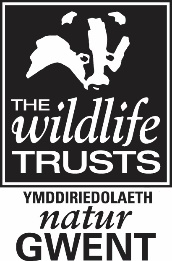 THE
wildlife
TRUSTS
YMDDIRIEDOLAETH
natur
GWENT